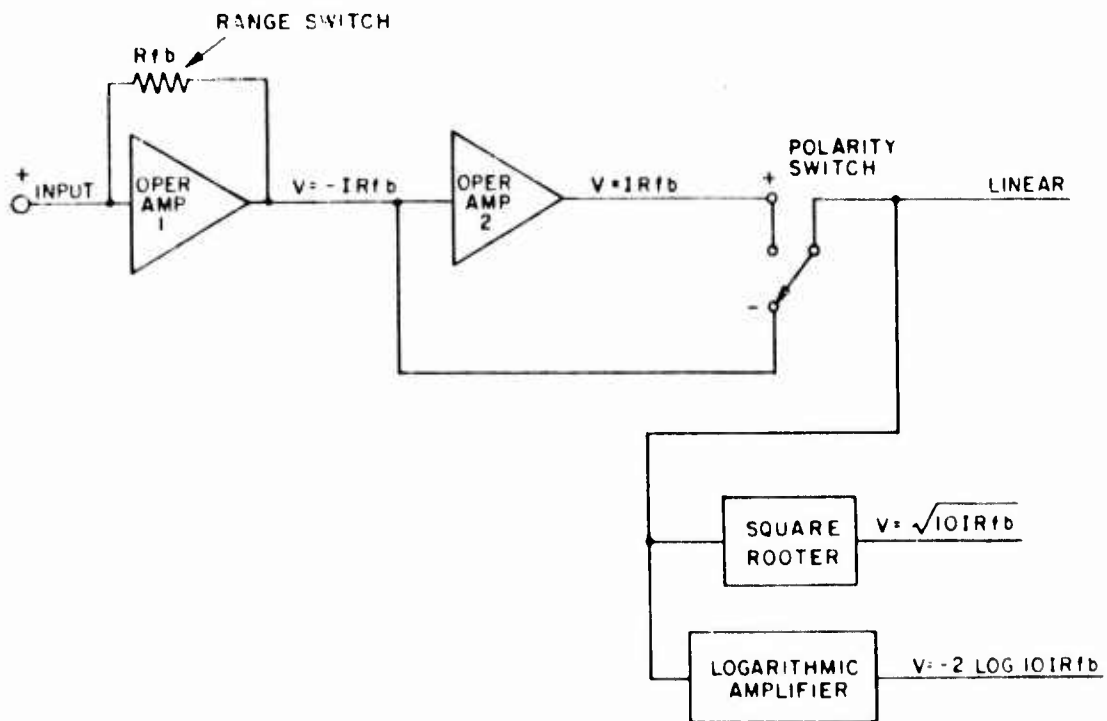 RANGE SWITCH
Rfb
+
INPUT
OPER
AMP
1
V= -IRfb
OPER
AMP
2
V=IRfb
+
POLARITY
SWITCH
LINEAR
-
SQUARE
ROOTER
V= √10IRfb
LOGARITHMIC
AMPLIFIER
V=-2 LOG 10IRfb